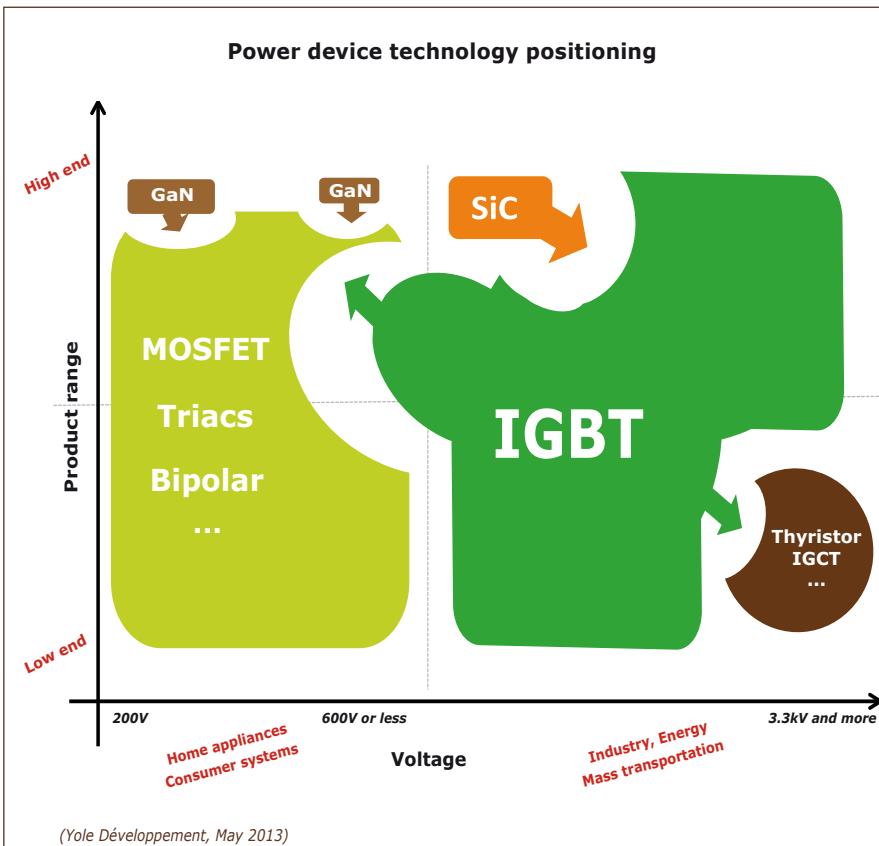 Power device technology positioning
High end
GaN
GaN
SiC
MOSFET
Triacs
Bipolar
...
IGBT
Product range
Thyristor
IGCT
...
Low end
200V
600V or less
3.3kV and more
Home appliances
Consumer systems
Voltage
Industry, Energy
Mass transportation
(Yole Développement, May 2013)